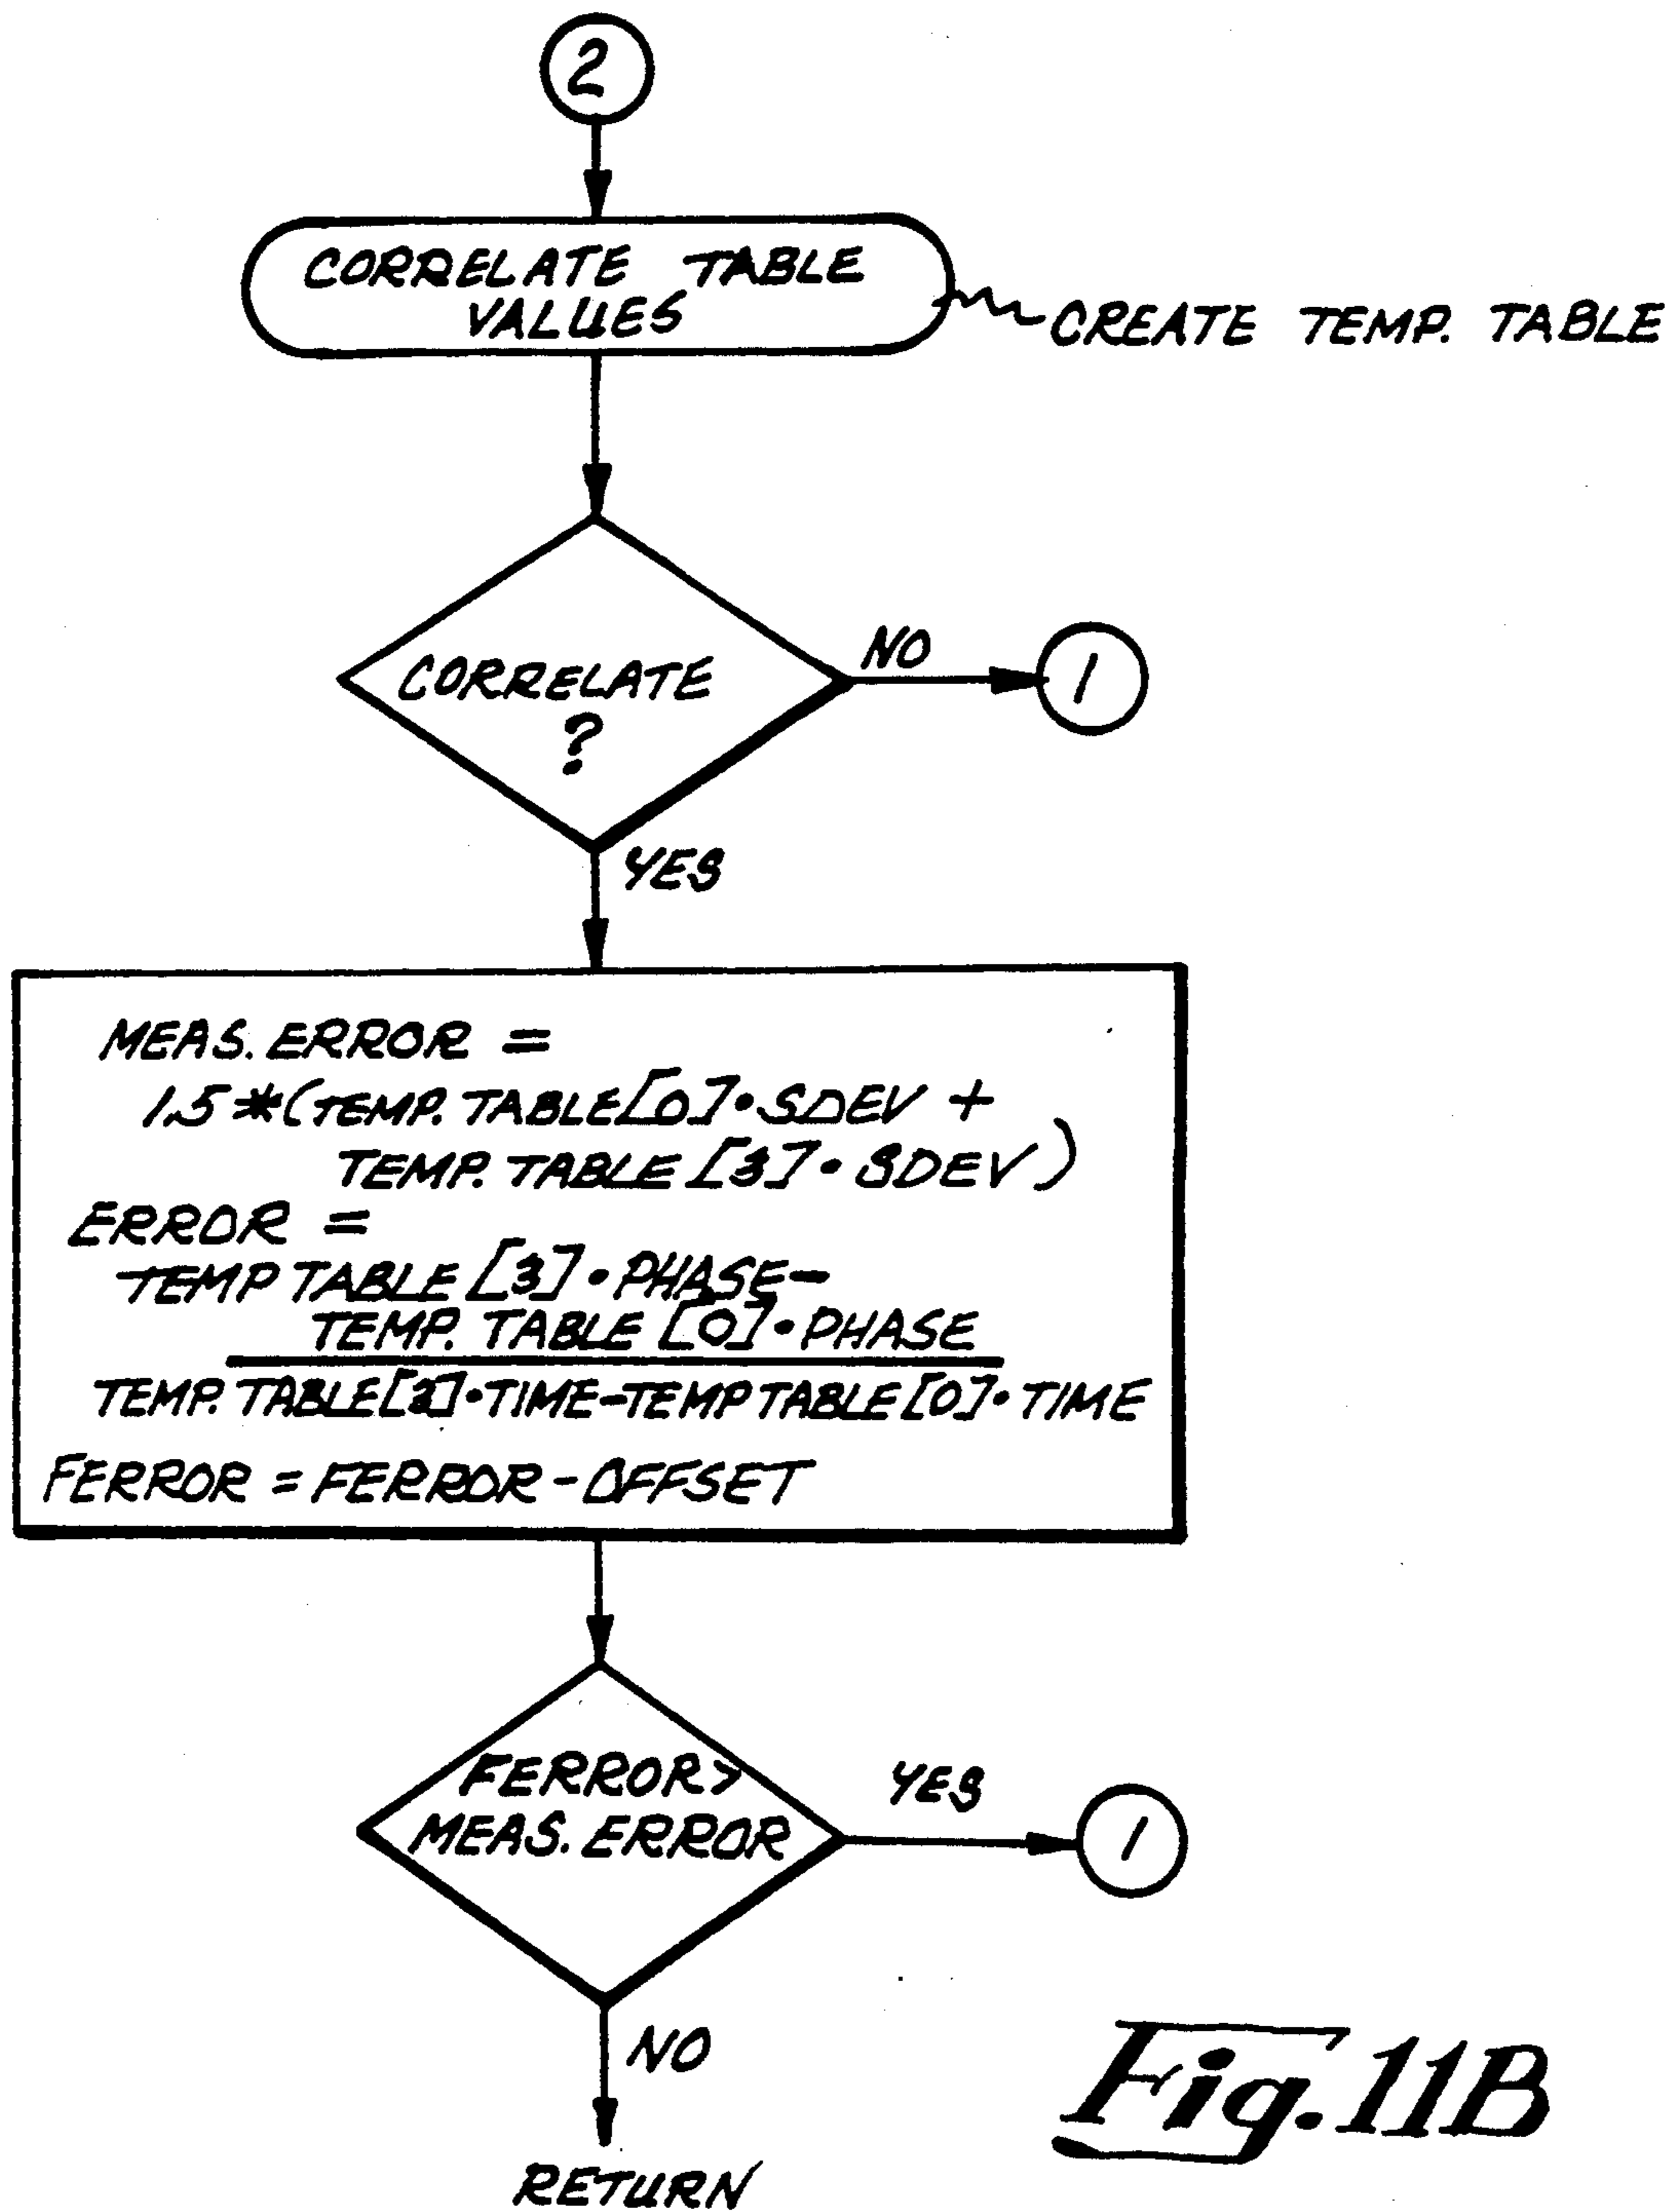 2
CORRELATE TABLE
VALUES
CREATE TEMP. TABLE
CORRELATE
?
NO
1
YES
MEAS. ERROR =
1.5*(TEMP. TABLE[0]•SDEV +
TEMP. TABLE [3]•SDEV)
ERROR =
TEMP TABLE [3]•PHASE-
TEMP. TABLE [0]•PHASE
TEMP. TABLE[3]•TIME-TEMP TABLE[0]•TIME
FERROR = FERROR-OFFSET
FERROR>
MEAS. ERROR
YES
1
NO
RETURN
Fig. 11B